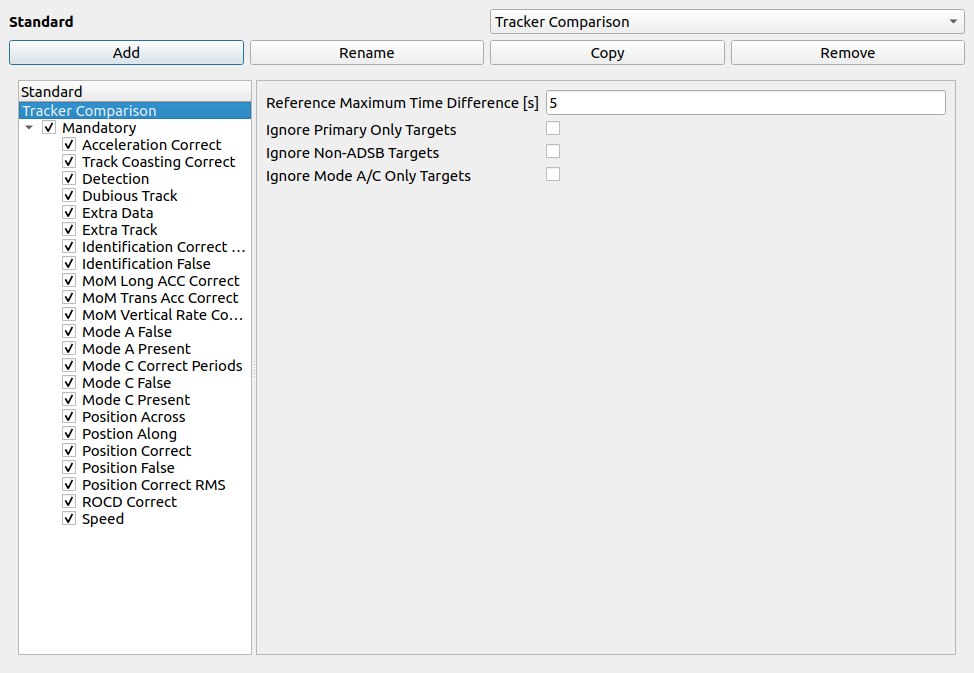 Standard
Tracker Comparison
Add
Rename
Copy
Remove
Standard
Tracker Comparison
Mandatory
Acceleration Correct
Track Coasting Correct
Detection
Dubious Track
Extra Data
Extra Track
Identification Correct ...
Identification False
MoM Long ACC Correct
MoM Trans Acc Correct
MoM Vertical Rate Co...
Mode A False
Mode A Present
Mode C Correct Periods
Mode C False
Mode C Present
Position Across
Postion Along
Position Correct
Position False
Position Correct RMS
ROCD Correct
Speed
Reference Maximum Time Difference [s] 5
Ignore Primary Only Targets
Ignore Non-ADSB Targets
Ignore Mode A/C Only Targets